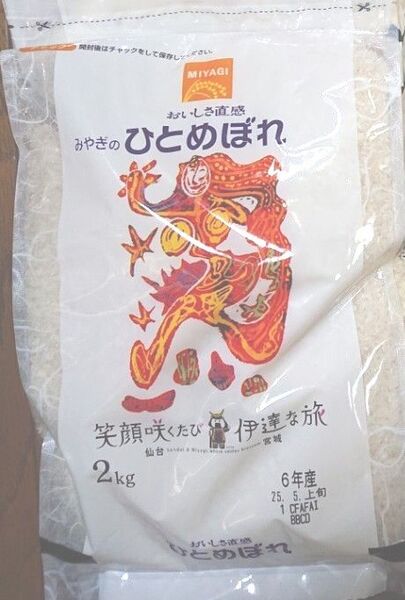 開封後はチャックをして保存してください。
MIYAGI
おいしさ直感
みやぎの ひとめぼれ
笑顔咲くたび 伊達な旅
仙台 宮城
2kg
6年産
25. 5.上旬
1 CFAFAI
BBCD
おいしさ直感
ひとめぼれ